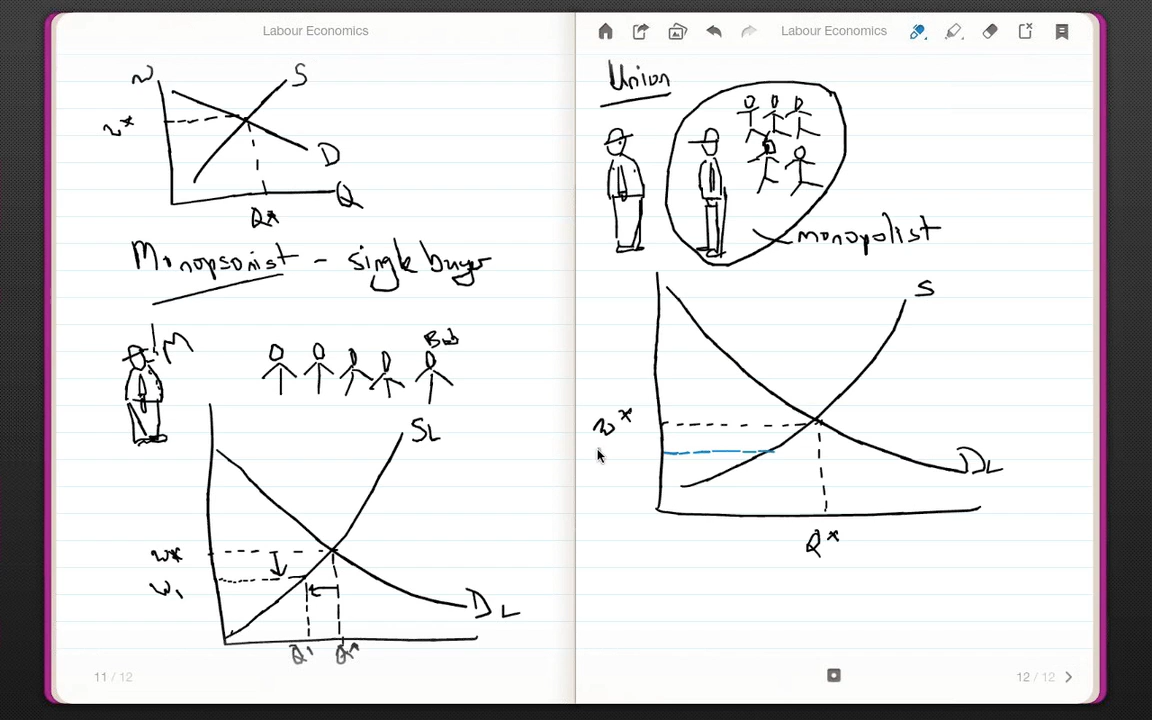 Labour Economics
w
S
w*
D
Q
Q*
Monopsonist - single buyer
M
Bob
SL
w*
w1
DL
Q1 Q*
11 / 12
Labour Economics
Union
monopolist
S
w*
DL
Q*
12 / 12